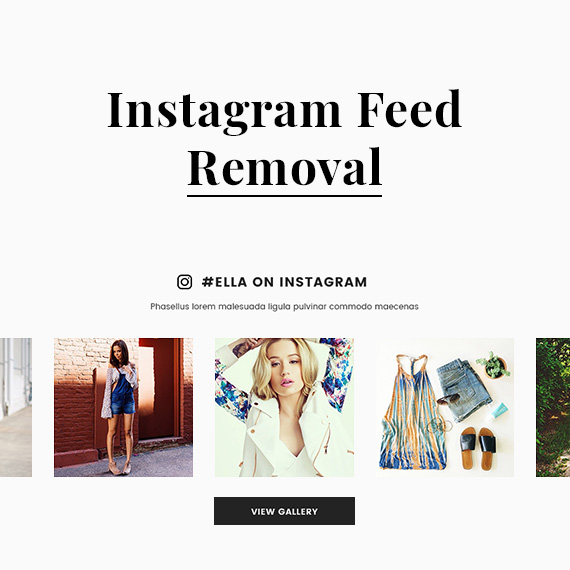 Instagram Feed
Removal
#ELLA ON INSTAGRAM
Phasellus lorem malesuada ligula pulvinar commodo maecenas
VIEW GALLERY